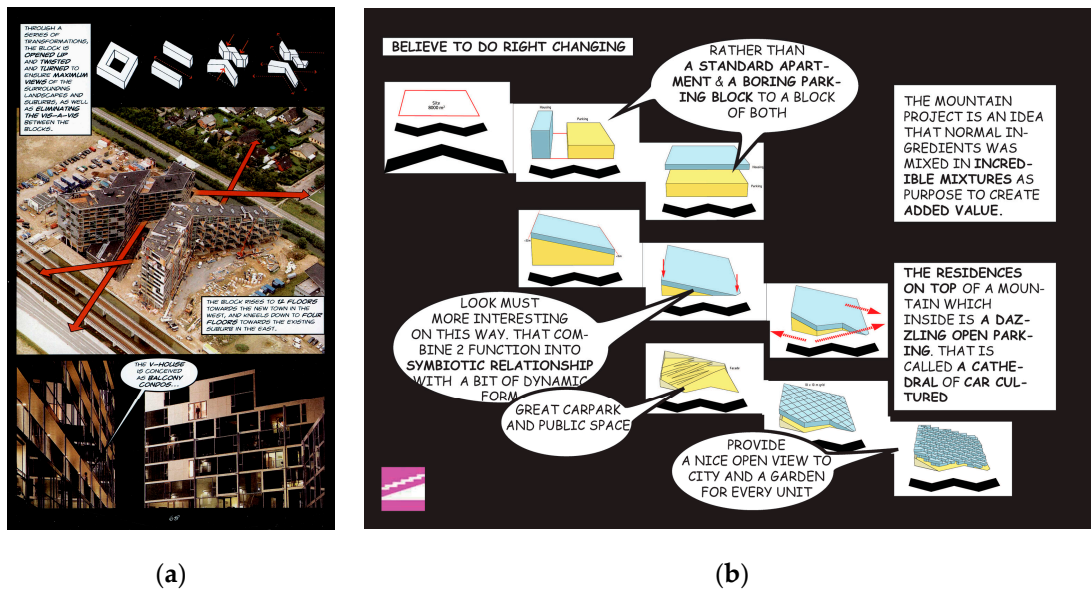 THROUGH A
SERIES OF
TRANSFORMATIONS,
THE BLOCK IS
OPENED UP
AND TWISTED
AND TURNED TO
ENSURE MAXIMUM
VIEWS OF THE
SURROUNDING
LANDSCAPES AND
SUBURBS, AS WELL
AS ELIMINATING
THE VIS-A-VIS
BETWEEN THE
BLOCKS.
THE BLOCK RISES TO 12 FLOORS
TOWARDS THE NEW TOWN IN THE
WEST, AND KNEELS DOWN TO FOUR
FLOORS TOWARDS THE EXISTING
SUBURB IN THE EAST.
THE V-HOUSE
IS CONCEIVED
AS BALCONY
CONDOS...
(a)
BELIEVE TO DO RIGHT CHANGING
Site
8000 m²
Housing
Parking
RATHER THAN
A STANDARD APART-
MENT & A BORING PARK-
ING BLOCK TO A BLOCK
OF BOTH
Housing
Parking
THE MOUNTAIN
PROJECT IS AN IDEA
THAT NORMAL IN-
GREDIENTS WAS
MIXED IN INCRED-
IBLE MIXTURES AS
PURPOSE TO CREATE
ADDED VALUE.
LOOK MUST
MORE INTERESTING
ON THIS WAY. THAT COM-
BINE 2 FUNCTION INTO
SYMBIOTIC RELATIONSHIP
WITH A BIT OF DYNAMIC
FORM
THE RESIDENCES
ON TOP OF A MOUN-
TAIN WHICH
INSIDE IS A DAZ-
ZLING OPEN PARK-
ING. THAT IS
CALLED A CATHE-
DRAL OF CAR CUL-
TURED
Facade
GREAT CARPARK
AND PUBLIC SPACE
10 x 10 m grid
PROVIDE
A NICE OPEN VIEW TO
CITY AND A GARDEN
FOR EVERY UNIT
(b)